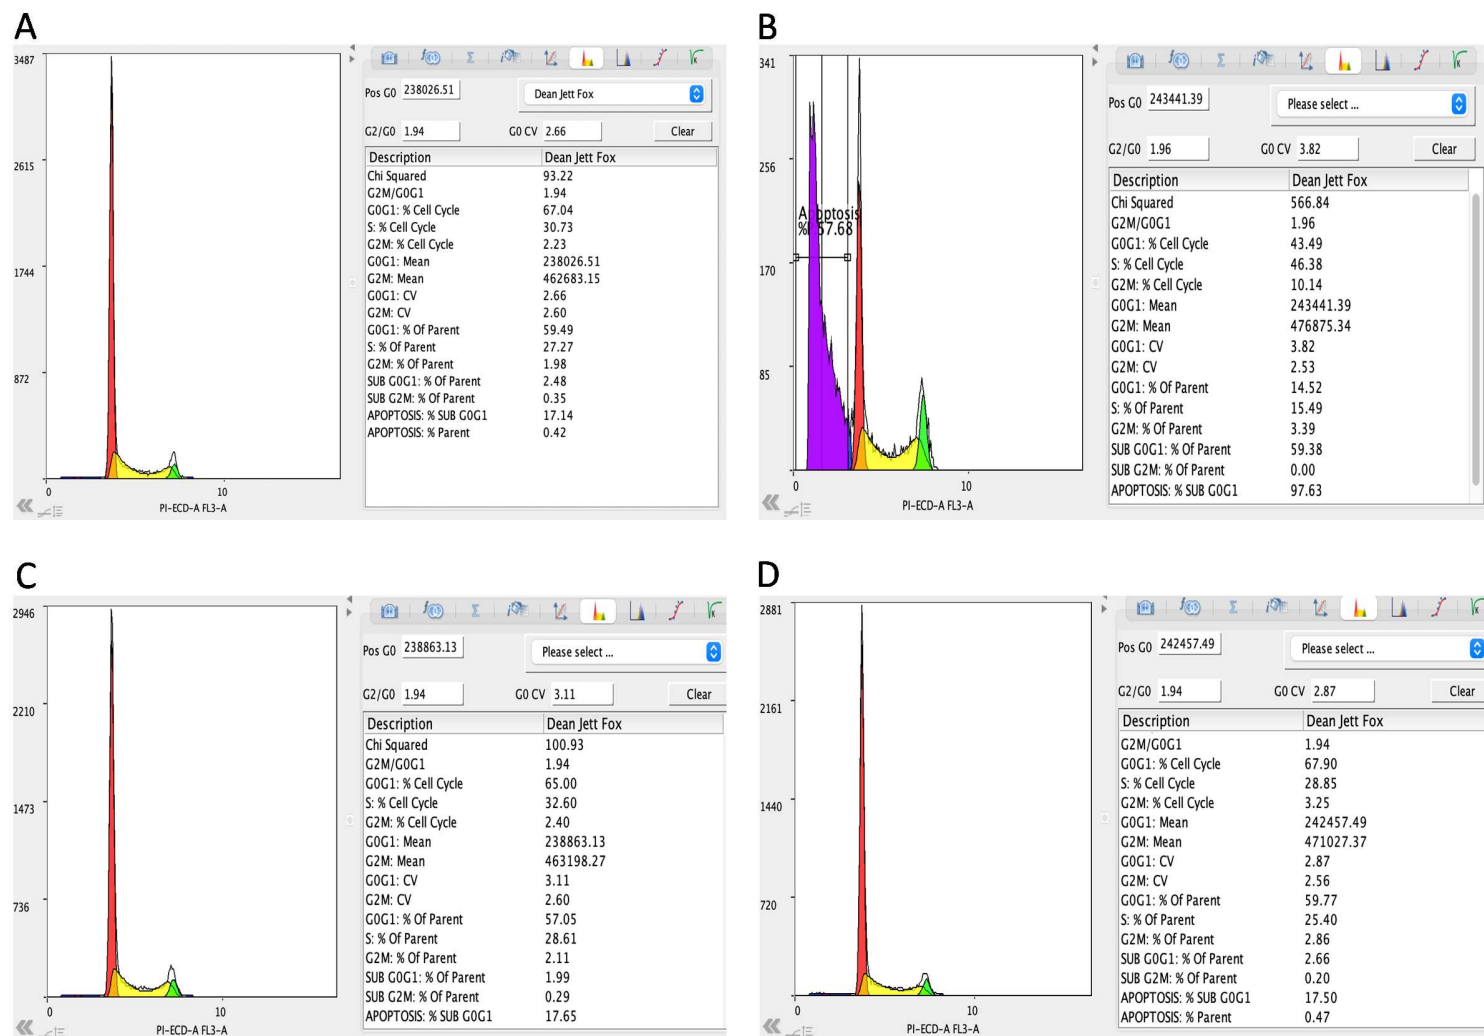 A
3487
2615
1744
872
0
10
PI-ECD-A FL3-A
Pos G0 238026.51 Dean Jett Fox
G2/G0 1.94 G0 CV 2.66 Clear
Description Dean Jett Fox
Chi Squared 93.22
G2M/G0G1 1.94
G0G1: % Cell Cycle 67.04
S: % Cell Cycle 30.73
G2M: % Cell Cycle 2.23
G0G1: Mean 238026.51
G2M: Mean 462683.15
G0G1: CV 2.66
G2M: CV 2.60
G0G1: % Of Parent 59.49
S: % Of Parent 27.27
G2M: % Of Parent 1.98
SUB G0G1: % Of Parent 2.48
SUB G2M: % Of Parent 0.35
APOPTOSIS: % SUB G0G1 17.14
APOPTOSIS: % Parent 0.42
B
341
256
170
85
0
10
Apoptosis
57.68
PI-ECD-A FL3-A
Pos G0 243441.39 Please select ...
G2/G0 1.96 G0 CV 3.82 Clear
Description Dean Jett Fox
Chi Squared 566.84
G2M/G0G1 1.96
G0G1: % Cell Cycle 43.49
S: % Cell Cycle 46.38
G2M: % Cell Cycle 10.14
G0G1: Mean 243441.39
G2M: Mean 476875.34
G0G1: CV 3.82
G2M: CV 2.53
G0G1: % Of Parent 14.52
S: % Of Parent 15.49
G2M: % Of Parent 3.39
SUB G0G1: % Of Parent 59.38
SUB G2M: % Of Parent 0.00
APOPTOSIS: % SUB G0G1 97.63
C
2946
2210
1473
736
0
10
PI-ECD-A FL3-A
Pos G0 238863.13 Please select ...
G2/G0 1.94 G0 CV 3.11 Clear
Description Dean Jett Fox
Chi Squared 100.93
G2M/G0G1 1.94
G0G1: % Cell Cycle 65.00
S: % Cell Cycle 32.60
G2M: % Cell Cycle 2.40
G0G1: Mean 238863.13
G2M: Mean 463198.27
G0G1: CV 3.11
G2M: CV 2.60
G0G1: % Of Parent 57.05
S: % Of Parent 28.61
G2M: % Of Parent 2.11
SUB G0G1: % Of Parent 1.99
SUB G2M: % Of Parent 0.29
APOPTOSIS: % SUB G0G1 17.65
D
2881
2161
1440
720
0
10
PI-ECD-A FL3-A
Pos G0 242457.49 Please select ...
G2/G0 1.94 G0 CV 2.87 Clear
Description Dean Jett Fox
G2M/G0G1 1.94
G0G1: % Cell Cycle 67.90
S: % Cell Cycle 28.85
G2M: % Cell Cycle 3.25
G0G1: Mean 242457.49
G2M: Mean 471027.37
G0G1: CV 2.87
G2M: CV 2.56
G0G1: % Of Parent 59.77
S: % Of Parent 25.40
G2M: % Of Parent 2.86
SUB G0G1: % Of Parent 2.66
SUB G2M: % Of Parent 0.20
APOPTOSIS: % SUB G0G1 17.50
APOPTOSIS: % Parent 0.47